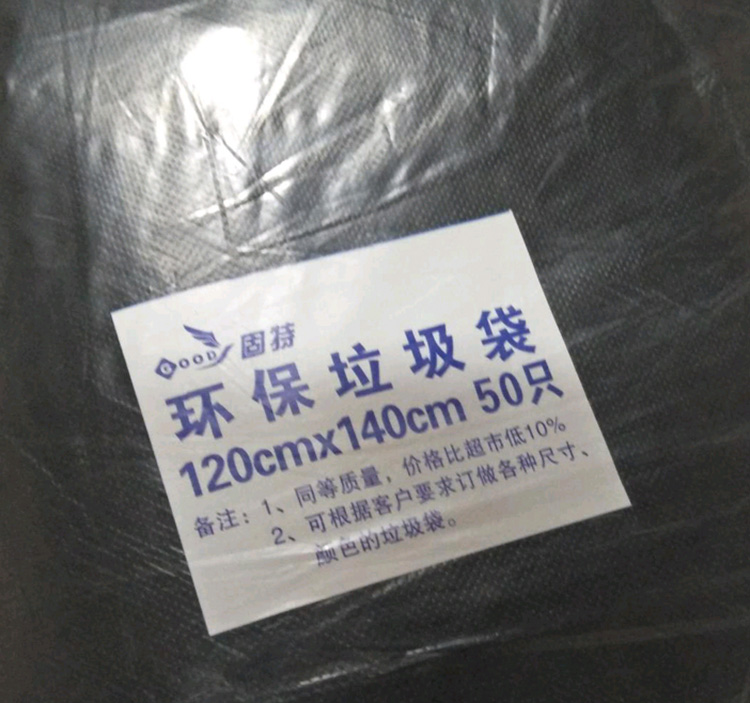 GOOD 固特
环保垃圾袋
120cmx140cm 50只
备注：1、同等质量，价格比超市低10%
2、可根据客户要求订做各种尺寸、
颜色的垃圾袋。